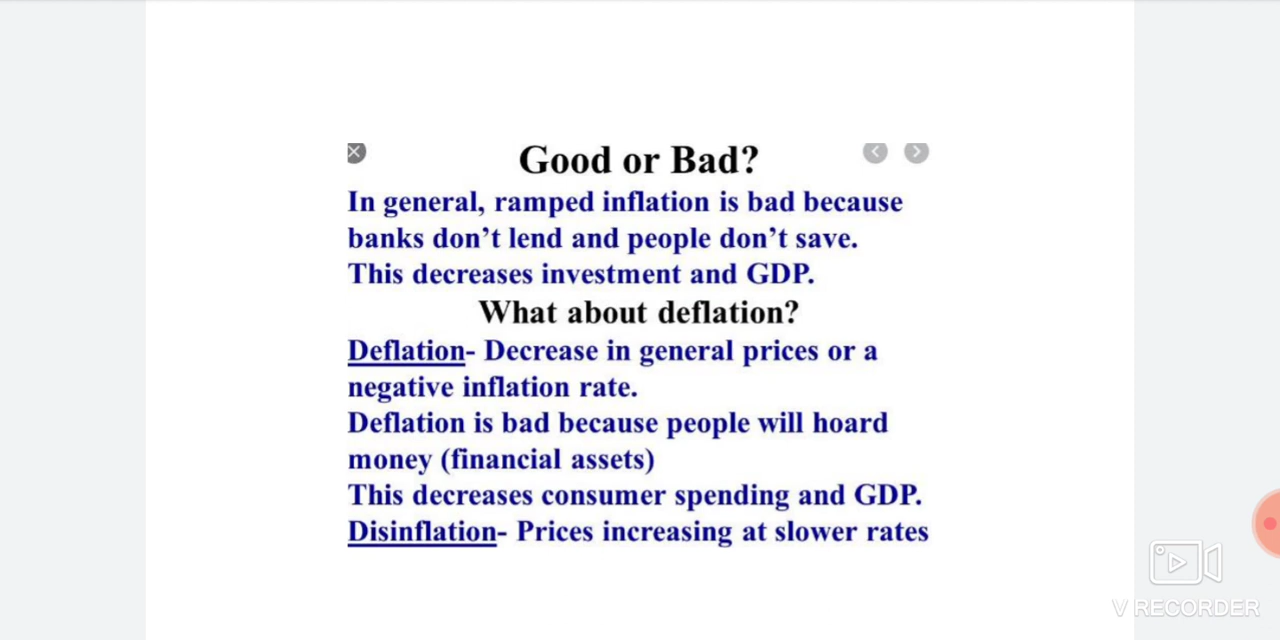 Good or Bad?
In general, ramped inflation is bad because
banks don't lend and people don't save.
This decreases investment and GDP.
What about deflation?
Deflation- Decrease in general prices or a
negative inflation rate.
Deflation is bad because people will hoard
money (financial assets)
This decreases consumer spending and GDP.
Disinflation- Prices increasing at slower rates
V RECORDER